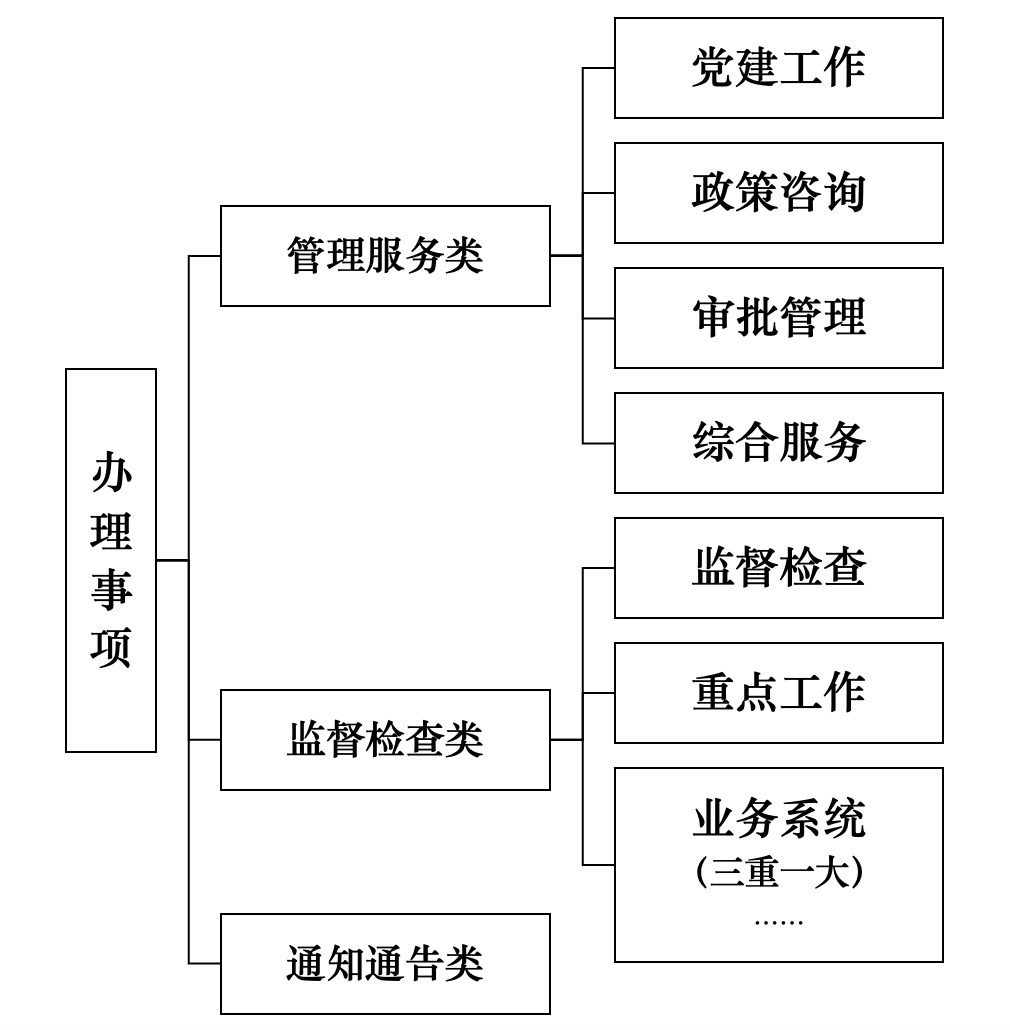 办理事项
管理服务类
党建工作
政策咨询
审批管理
综合服务
监督检查类
监督检查
重点工作
业务系统
(三重一大)
……
通知通告类